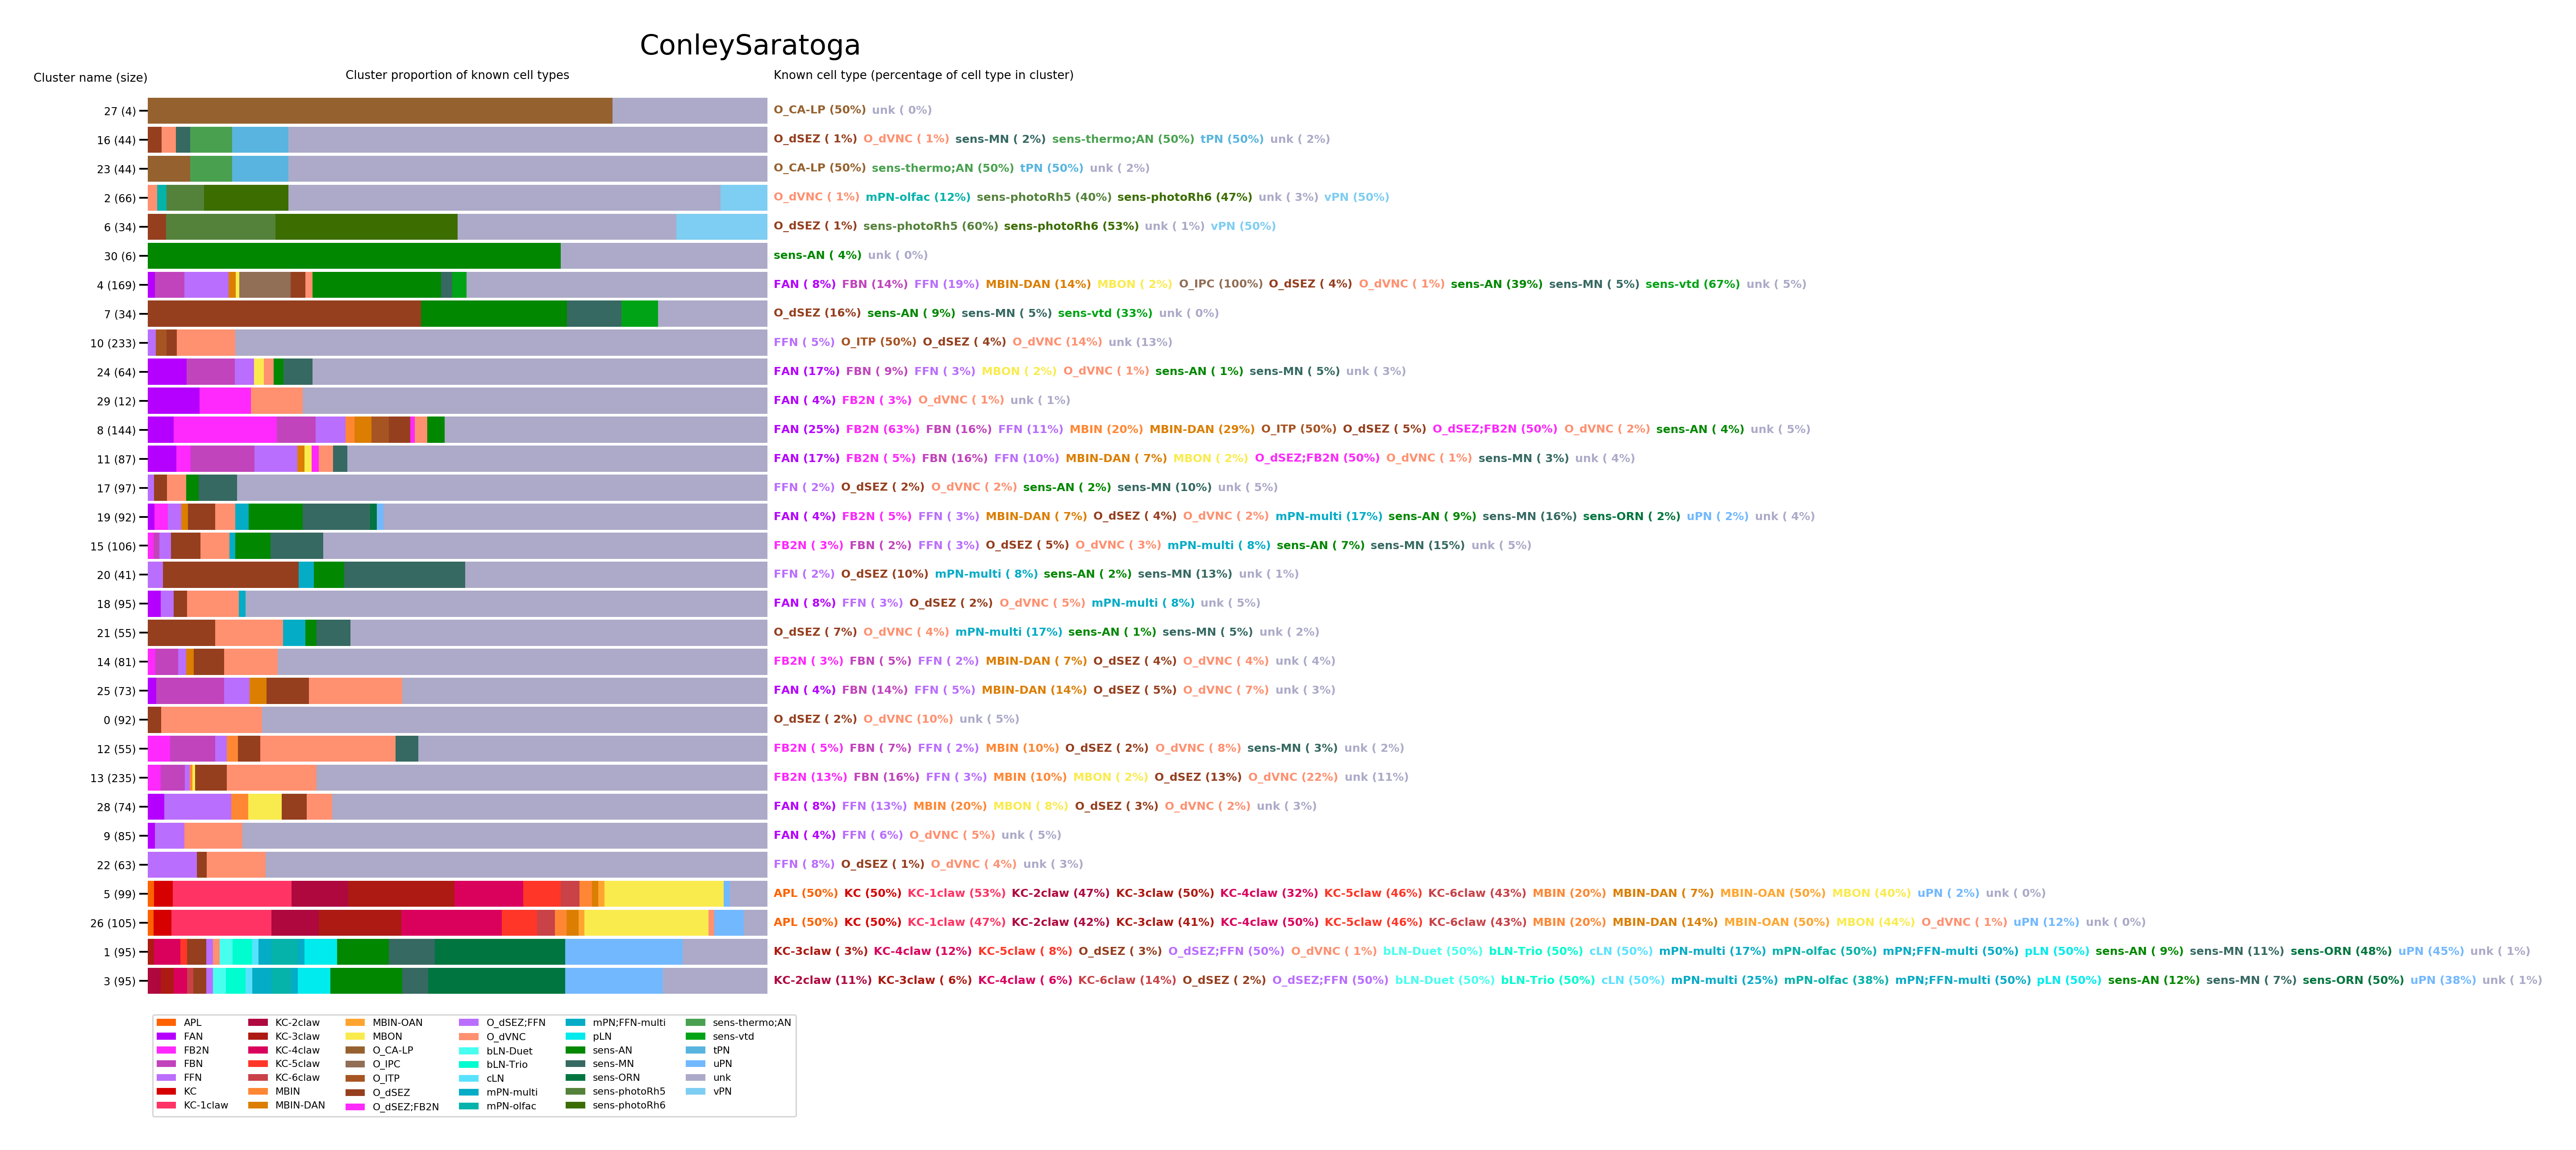 ConleySaratoga
Cluster name (size) Cluster proportion of known cell types Known cell type (percentage of cell type in cluster)
27 (4) O_CA-LP (50%) unk ( 0%)
16 (44) O_dSEZ ( 1%) O_dVNC ( 1%) sens-MN ( 2%) sens-thermo;AN (50%) tPN (50%) unk ( 2%)
23 (44) O_CA-LP (50%) sens-thermo;AN (50%) tPN (50%) unk ( 2%)
2 (66) O_dVNC ( 1%) mPN-olfac (12%) sens-photoRh5 (40%) sens-photoRh6 (47%) unk ( 3%) vPN (50%)
6 (34) O_dSEZ ( 1%) sens-photoRh5 (60%) sens-photoRh6 (53%) unk ( 1%) vPN (50%)
30 (6) sens-AN ( 4%) unk ( 0%)
4 (169) FAN ( 8%) FBN (14%) FFN (19%) MBIN-DAN (14%) MBON ( 2%) O_IPC (100%) O_dSEZ ( 4%) O_dVNC ( 1%) sens-AN (39%) sens-MN ( 5%) sens-vtd (67%) unk ( 5%)
7 (34) O_dSEZ (16%) sens-AN ( 9%) sens-MN ( 5%) sens-vtd (33%) unk ( 0%)
10 (233) FFN ( 5%) O_ITP (50%) O_dSEZ ( 4%) O_dVNC (14%) unk (13%)
24 (64) FAN (17%) FBN ( 9%) FFN ( 3%) MBON ( 2%) O_dVNC ( 1%) sens-AN ( 1%) sens-MN ( 5%) unk ( 3%)
29 (12) FAN ( 4%) FB2N ( 3%) O_dVNC ( 1%) unk ( 1%)
8 (144) FAN (25%) FB2N (63%) FBN (16%) FFN (11%) MBIN (20%) MBIN-DAN (29%) O_ITP (50%) O_dSEZ ( 5%) O_dSEZ;FB2N (50%) O_dVNC ( 2%) sens-AN ( 4%) unk ( 5%)
11 (87) FAN (17%) FB2N ( 5%) FBN (16%) FFN (10%) MBIN-DAN ( 7%) MBON ( 2%) O_dSEZ;FB2N (50%) O_dVNC ( 1%) sens-MN ( 3%) unk ( 4%)
17 (97) FFN ( 2%) O_dSEZ ( 2%) O_dVNC ( 2%) sens-AN ( 2%) sens-MN (10%) unk ( 5%)
19 (92) FAN ( 4%) FB2N ( 5%) FFN ( 3%) MBIN-DAN ( 7%) O_dSEZ ( 4%) O_dVNC ( 2%) mPN-multi (17%) sens-AN ( 9%) sens-MN (16%) sens-ORN ( 2%) uPN ( 2%) unk ( 4%)
15 (106) FB2N ( 3%) FBN ( 2%) FFN ( 3%) O_dSEZ ( 5%) O_dVNC ( 3%) mPN-multi ( 8%) sens-AN ( 7%) sens-MN (15%) unk ( 5%)
20 (41) FFN ( 2%) O_dSEZ (10%) mPN-multi ( 8%) sens-AN ( 2%) sens-MN (13%) unk ( 1%)
18 (95) FAN ( 8%) FFN ( 3%) O_dSEZ ( 2%) O_dVNC ( 5%) mPN-multi ( 8%) unk ( 5%)
21 (55) O_dSEZ ( 7%) O_dVNC ( 4%) mPN-multi (17%) sens-AN ( 1%) sens-MN ( 5%) unk ( 2%)
14 (81) FB2N ( 3%) FBN ( 5%) FFN ( 2%) MBIN-DAN ( 7%) O_dSEZ ( 4%) O_dVNC ( 4%) unk ( 4%)
25 (73) FAN ( 4%) FBN (14%) FFN ( 5%) MBIN-DAN (14%) O_dSEZ ( 5%) O_dVNC ( 7%) unk ( 3%)
0 (92) O_dSEZ ( 2%) O_dVNC (10%) unk ( 5%)
12 (55) FB2N ( 5%) FBN ( 7%) FFN ( 2%) MBIN (10%) O_dSEZ ( 2%) O_dVNC ( 8%) sens-MN ( 3%) unk ( 2%)
13 (235) FB2N (13%) FBN (16%) FFN ( 3%) MBIN (10%) MBON ( 2%) O_dSEZ (13%) O_dVNC (22%) unk (11%)
28 (74) FAN ( 8%) FFN (13%) MBIN (20%) MBON ( 8%) O_dSEZ ( 3%) O_dVNC ( 2%) unk ( 3%)
9 (85) FAN ( 4%) FFN ( 6%) O_dVNC ( 5%) unk ( 5%)
22 (63) FFN ( 8%) O_dSEZ ( 1%) O_dVNC ( 4%) unk ( 3%)
5 (99) APL (50%) KC (50%) KC-1claw (53%) KC-2claw (47%) KC-3claw (50%) KC-4claw (32%) KC-5claw (46%) KC-6claw (43%) MBIN (20%) MBIN-DAN ( 7%) MBIN-OAN (50%) MBON (40%) uPN ( 2%) unk ( 0%)
26 (105) APL (50%) KC (50%) KC-1claw (47%) KC-2claw (42%) KC-3claw (41%) KC-4claw (50%) KC-5claw (46%) KC-6claw (43%) MBIN (20%) MBIN-DAN (14%) MBIN-OAN (50%) MBON (44%) O_dVNC ( 1%) uPN (12%) unk ( 0%)
1 (95) KC-3claw ( 3%) KC-4claw (12%) KC-5claw ( 8%) O_dSEZ ( 3%) O_dSEZ;FFN (50%) O_dVNC ( 1%) bLN-Duet (50%) bLN-Trio (50%) cLN (50%) mPN-multi (17%) mPN-olfac (50%) mPN;FFN-multi (50%) pLN (50%) sens-AN ( 9%) sens-MN (11%) sens-ORN (48%) uPN (45%) unk ( 1%)
3 (95) KC-2claw (11%) KC-3claw ( 6%) KC-4claw ( 6%) KC-6claw (14%) O_dSEZ ( 2%) O_dSEZ;FFN (50%) bLN-Duet (50%) bLN-Trio (50%) cLN (50%) mPN-multi (25%) mPN-olfac (38%) mPN;FFN-multi (50%) pLN (50%) sens-AN (12%) sens-MN ( 7%) sens-ORN (50%) uPN (38%) unk ( 1%)
APL KC-2claw MBIN-OAN O_dSEZ;FFN mPN;FFN-multi sens-thermo;AN
FAN KC-3claw MBON O_dVNC pLN sens-vtd
FB2N KC-4claw O_CA-LP bLN-Duet sens-AN tPN
FBN KC-5claw O_IPC bLN-Trio sens-MN uPN
FFN KC-6claw O_ITP cLN sens-ORN unk
KC MBIN O_dSEZ mPN-multi sens-photoRh5 vPN
KC-1claw MBIN-DAN O_dSEZ;FB2N mPN-olfac sens-photoRh6